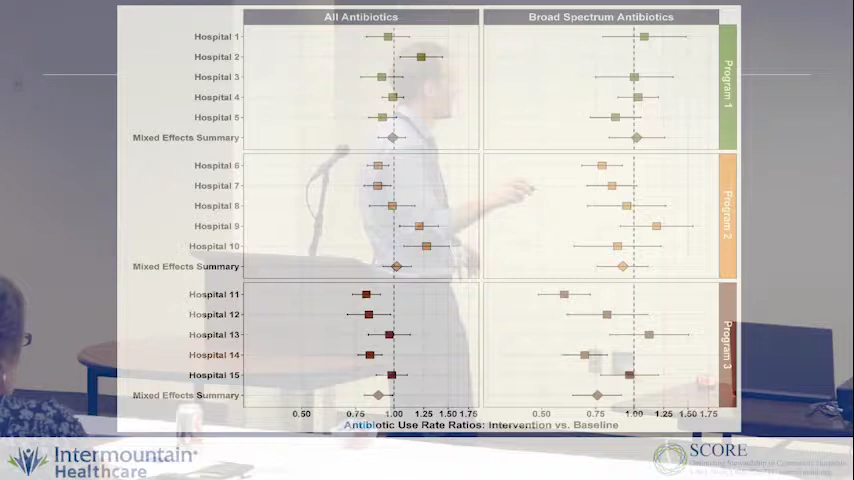 All Antibiotics
Broad Spectrum Antibiotics
Hospital 1
Hospital 2
Hospital 3
Hospital 4
Hospital 5
Mixed Effects Summary
Program 1
Hospital 6
Hospital 7
Hospital 8
Hospital 9
Hospital 10
Mixed Effects Summary
Program 2
Hospital 11
Hospital 12
Hospital 13
Hospital 14
Hospital 15
Mixed Effects Summary
Program 3
0.50 0.75 1.00 1.25 1.50 1.75
0.50 0.75 1.00 1.25 1.50 1.75
Antibiotic Use Rate Ratios: Intervention vs. Baseline
Intermountain
Healthcare
SCORE